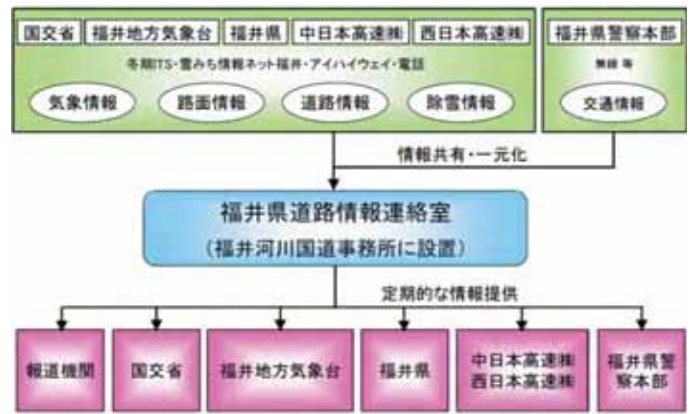 国交省 福井地方気象台 福井県 中日本高速㈱ 西日本高速㈱
冬期ITS・雪みち情報ネット福井・アイハイウェイ・電話
気象情報 路面情報 道路情報 除雪情報
福井県警察本部
無線 等
交通情報
情報共有・一元化
福井県道路情報連絡室
(福井河川国道事務所に設置)
定期的な情報提供
報道機関
国交省
福井地方気象台
福井県
中日本高速㈱
西日本高速㈱
福井県警
察本部